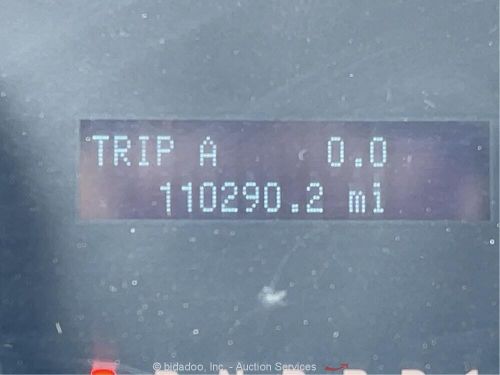 TRIP A 0.0
110290.2 mi
© bidadoo, Inc. - Auction Services